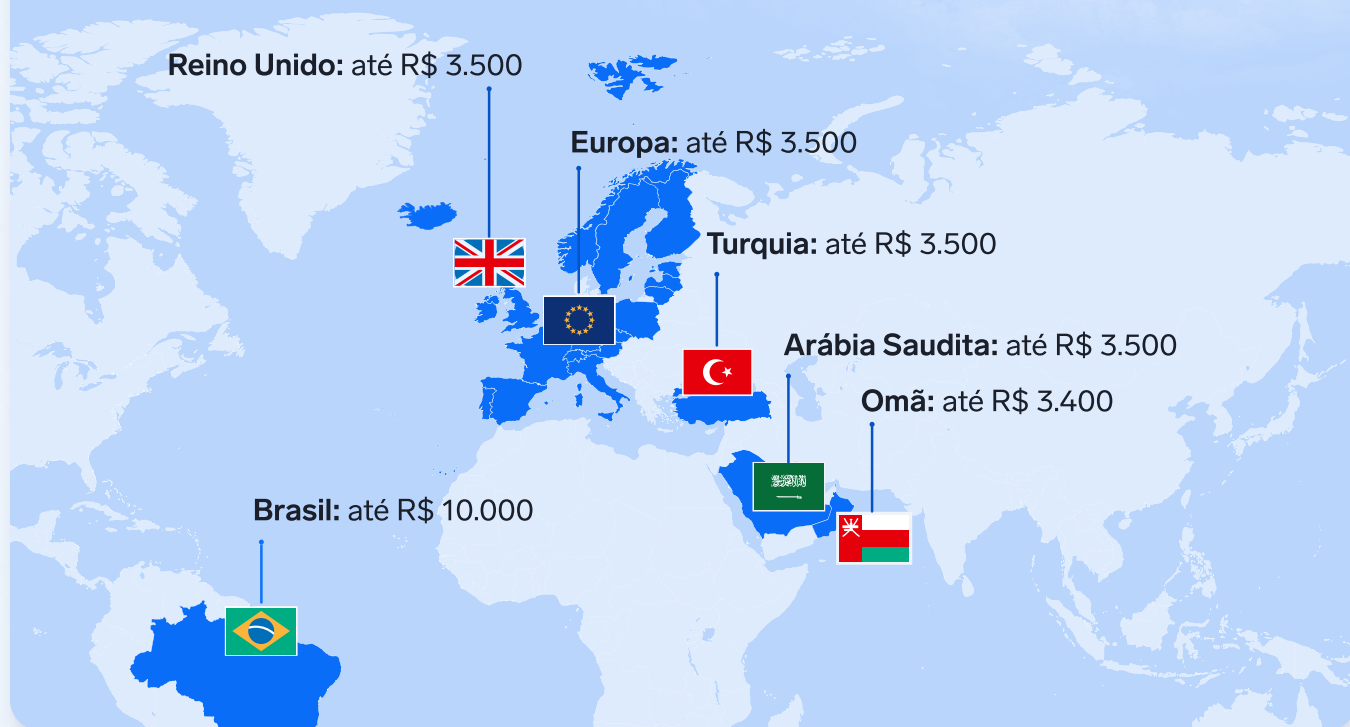 Reino Unido: até R$ 3.500
Europa: até R$ 3.500
Turquia: até R$ 3.500
Arábia Saudita: até R$ 3.500
Omã: até R$ 3.400
Brasil: até R$ 10.000